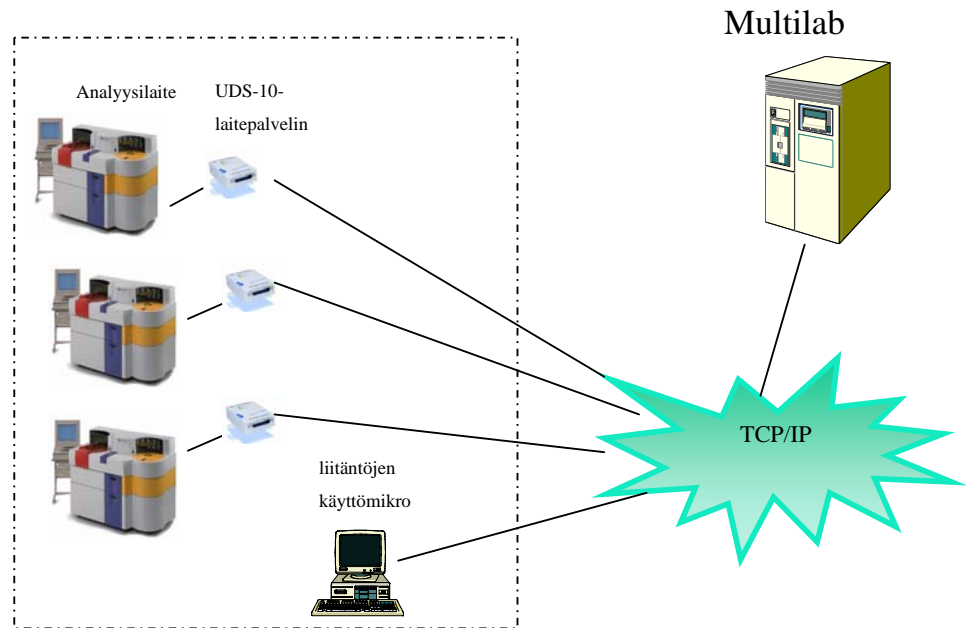 Multilab
Analyysilaite
UDS-10-
laitepalvelin
TCP/IP
liitäntöjen
käyttömikro